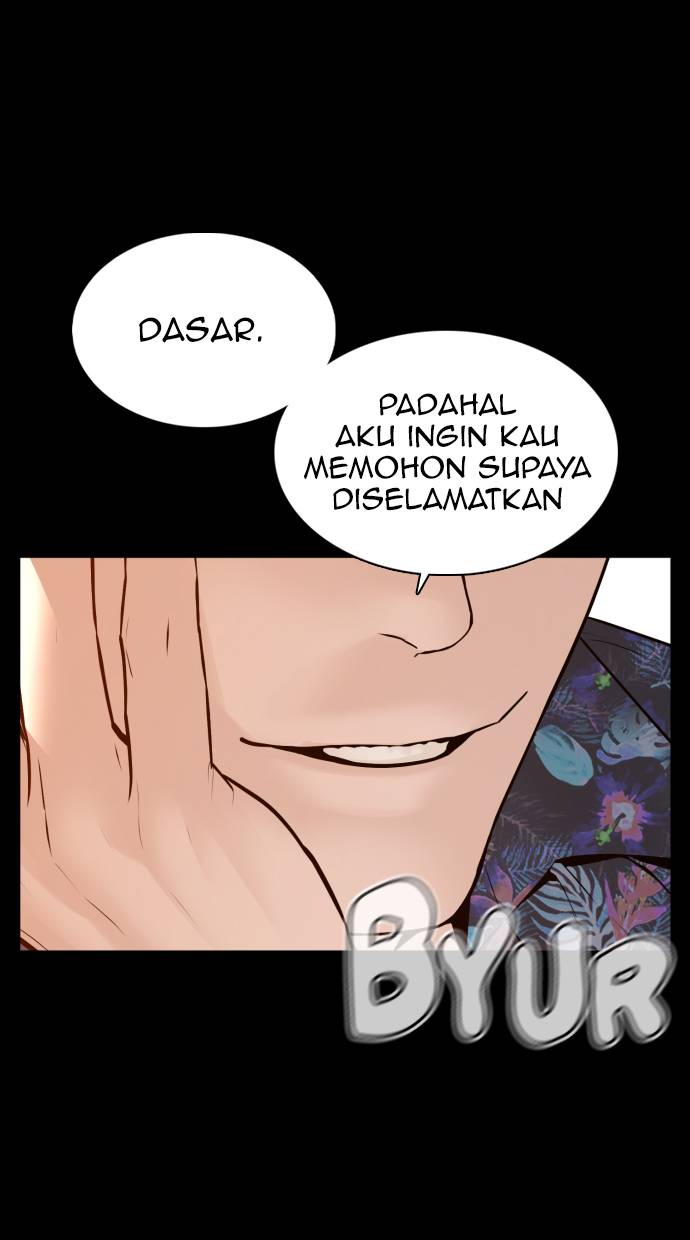 DASAR.
PADAHAL
AKU INGIN KAU
MEMOHON SUPAYA
DISELAMATKAN
BYUR